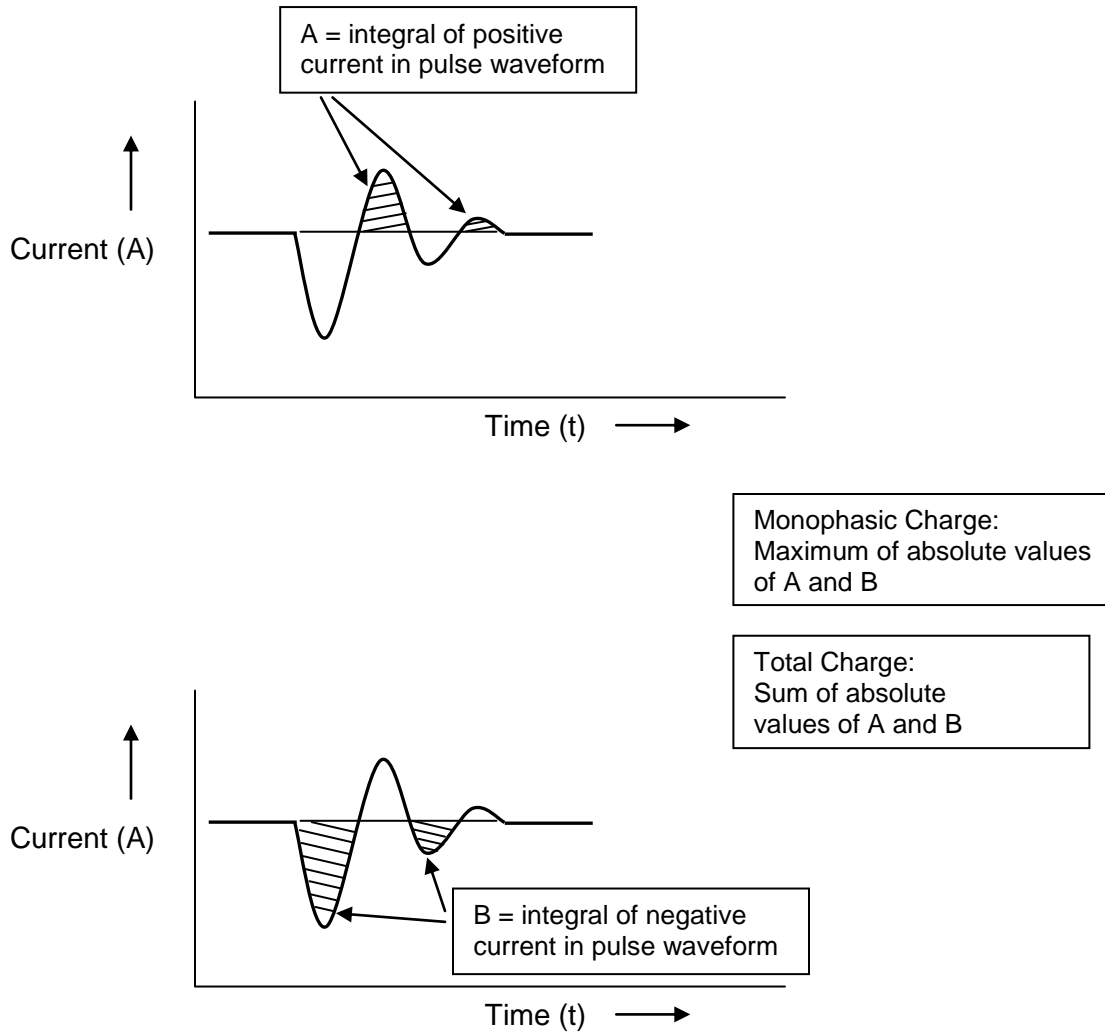 A = integral of positive
current in pulse waveform
Current (A)
Time (t)
Monophasic Charge:
Maximum of absolute values
of A and B
Total Charge:
Sum of absolute
values of A and B
Current (A)
B = integral of negative
current in pulse waveform
Time (t)